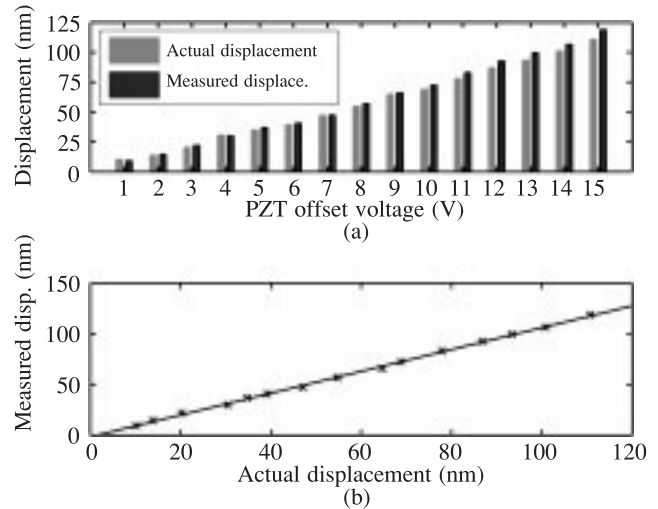 125
100
75
50
25
0
Displacement (nm)
Actual displacement
Measured displace.
1 2 3 4 5 6 7 8 9 10 11 12 13 14 15
PZT offset voltage (V)
(a)
150
100
50
0
Measured disp. (nm)
0 20 40 60 80 100 120
Actual displacement (nm)
(b)